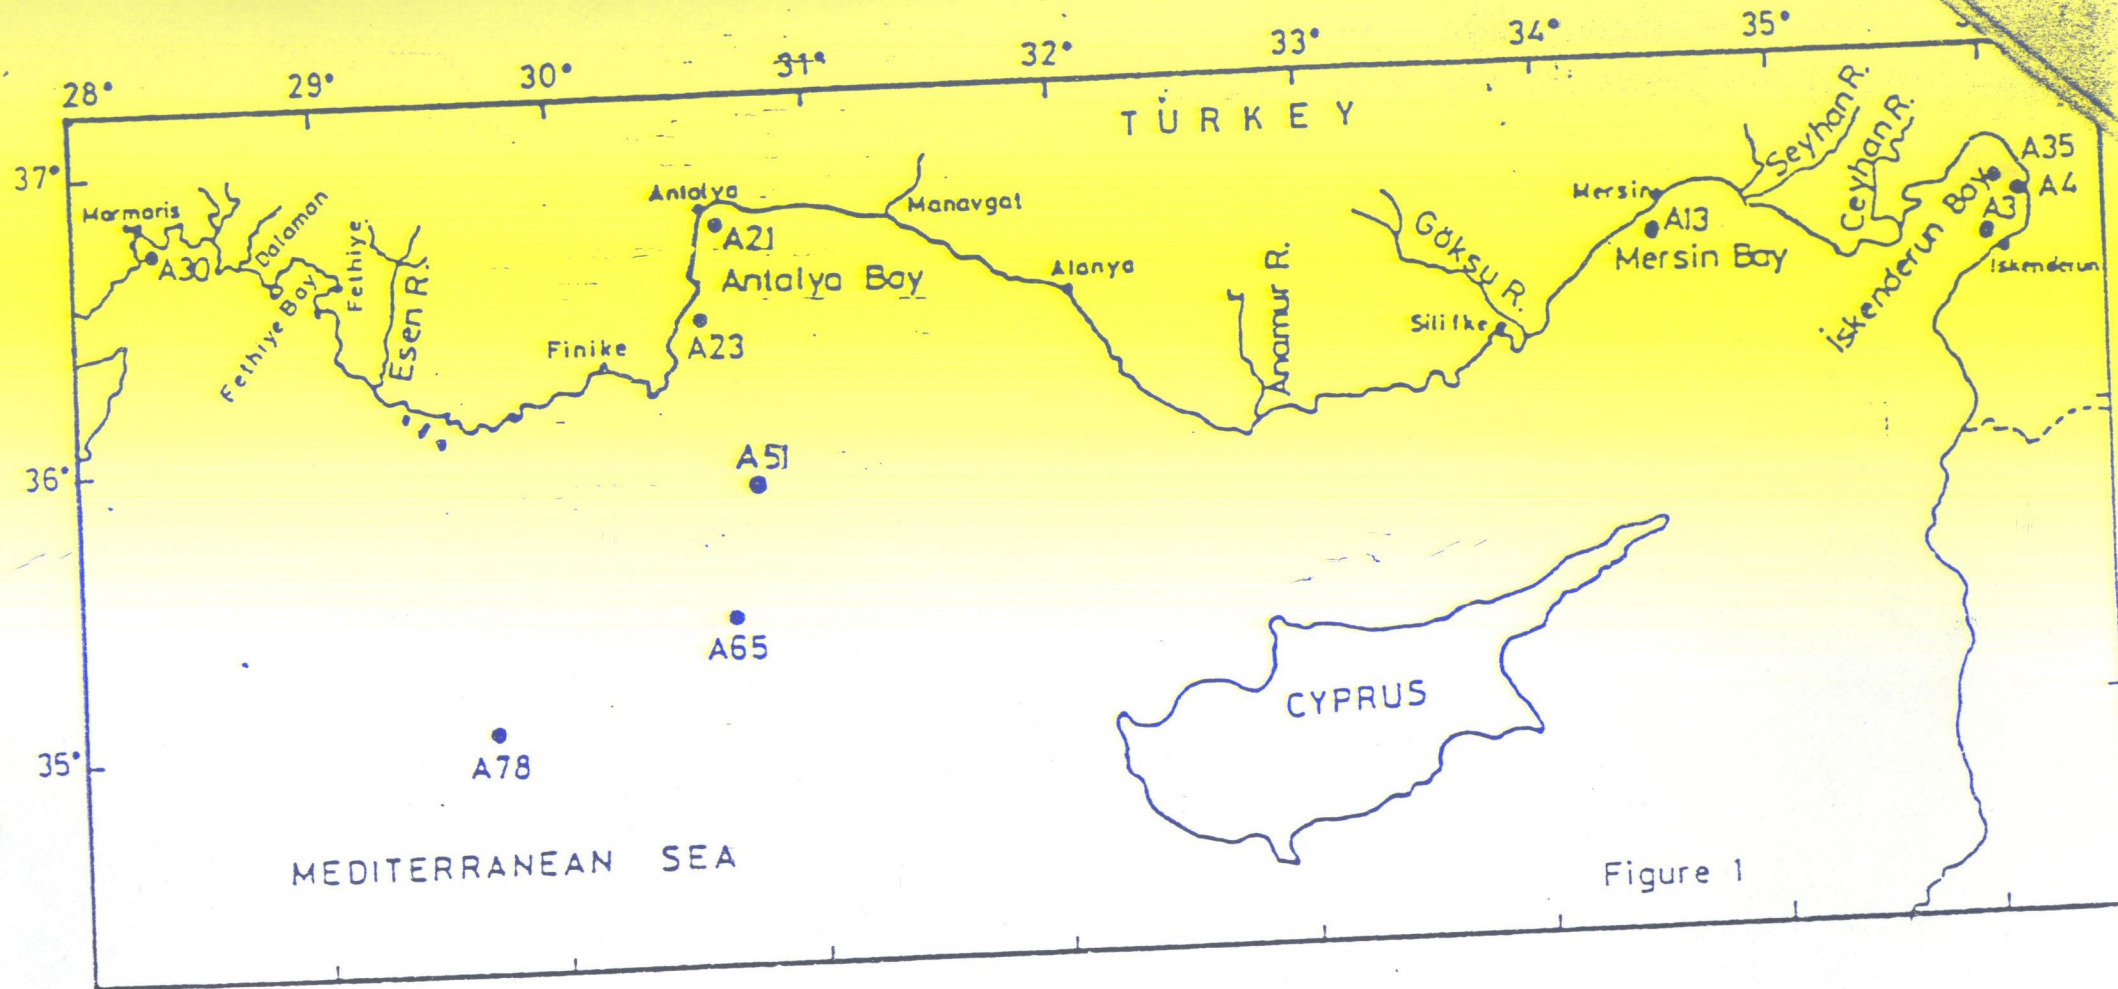 28° 29° 30° 31° 32° 33° 34° 35°
TÜRKEY
37°
Marmaris
A30
Dalaman
Fethiye Bay
Fethiye
Esen R.
Finike
Antalya
A21
Antalya Bay
A23
Manavgat
Alanya
Anamur R.
Göksu R.
Silifke
Mersin
A13
Mersin Bay
Seyhan R.
Ceyhan R.
İskenderun Bay
A35
A4
A3
İskenderun
36°
A51
A65
CYPRUS
35°
A78
MEDITERRANEAN SEA
Figure 1